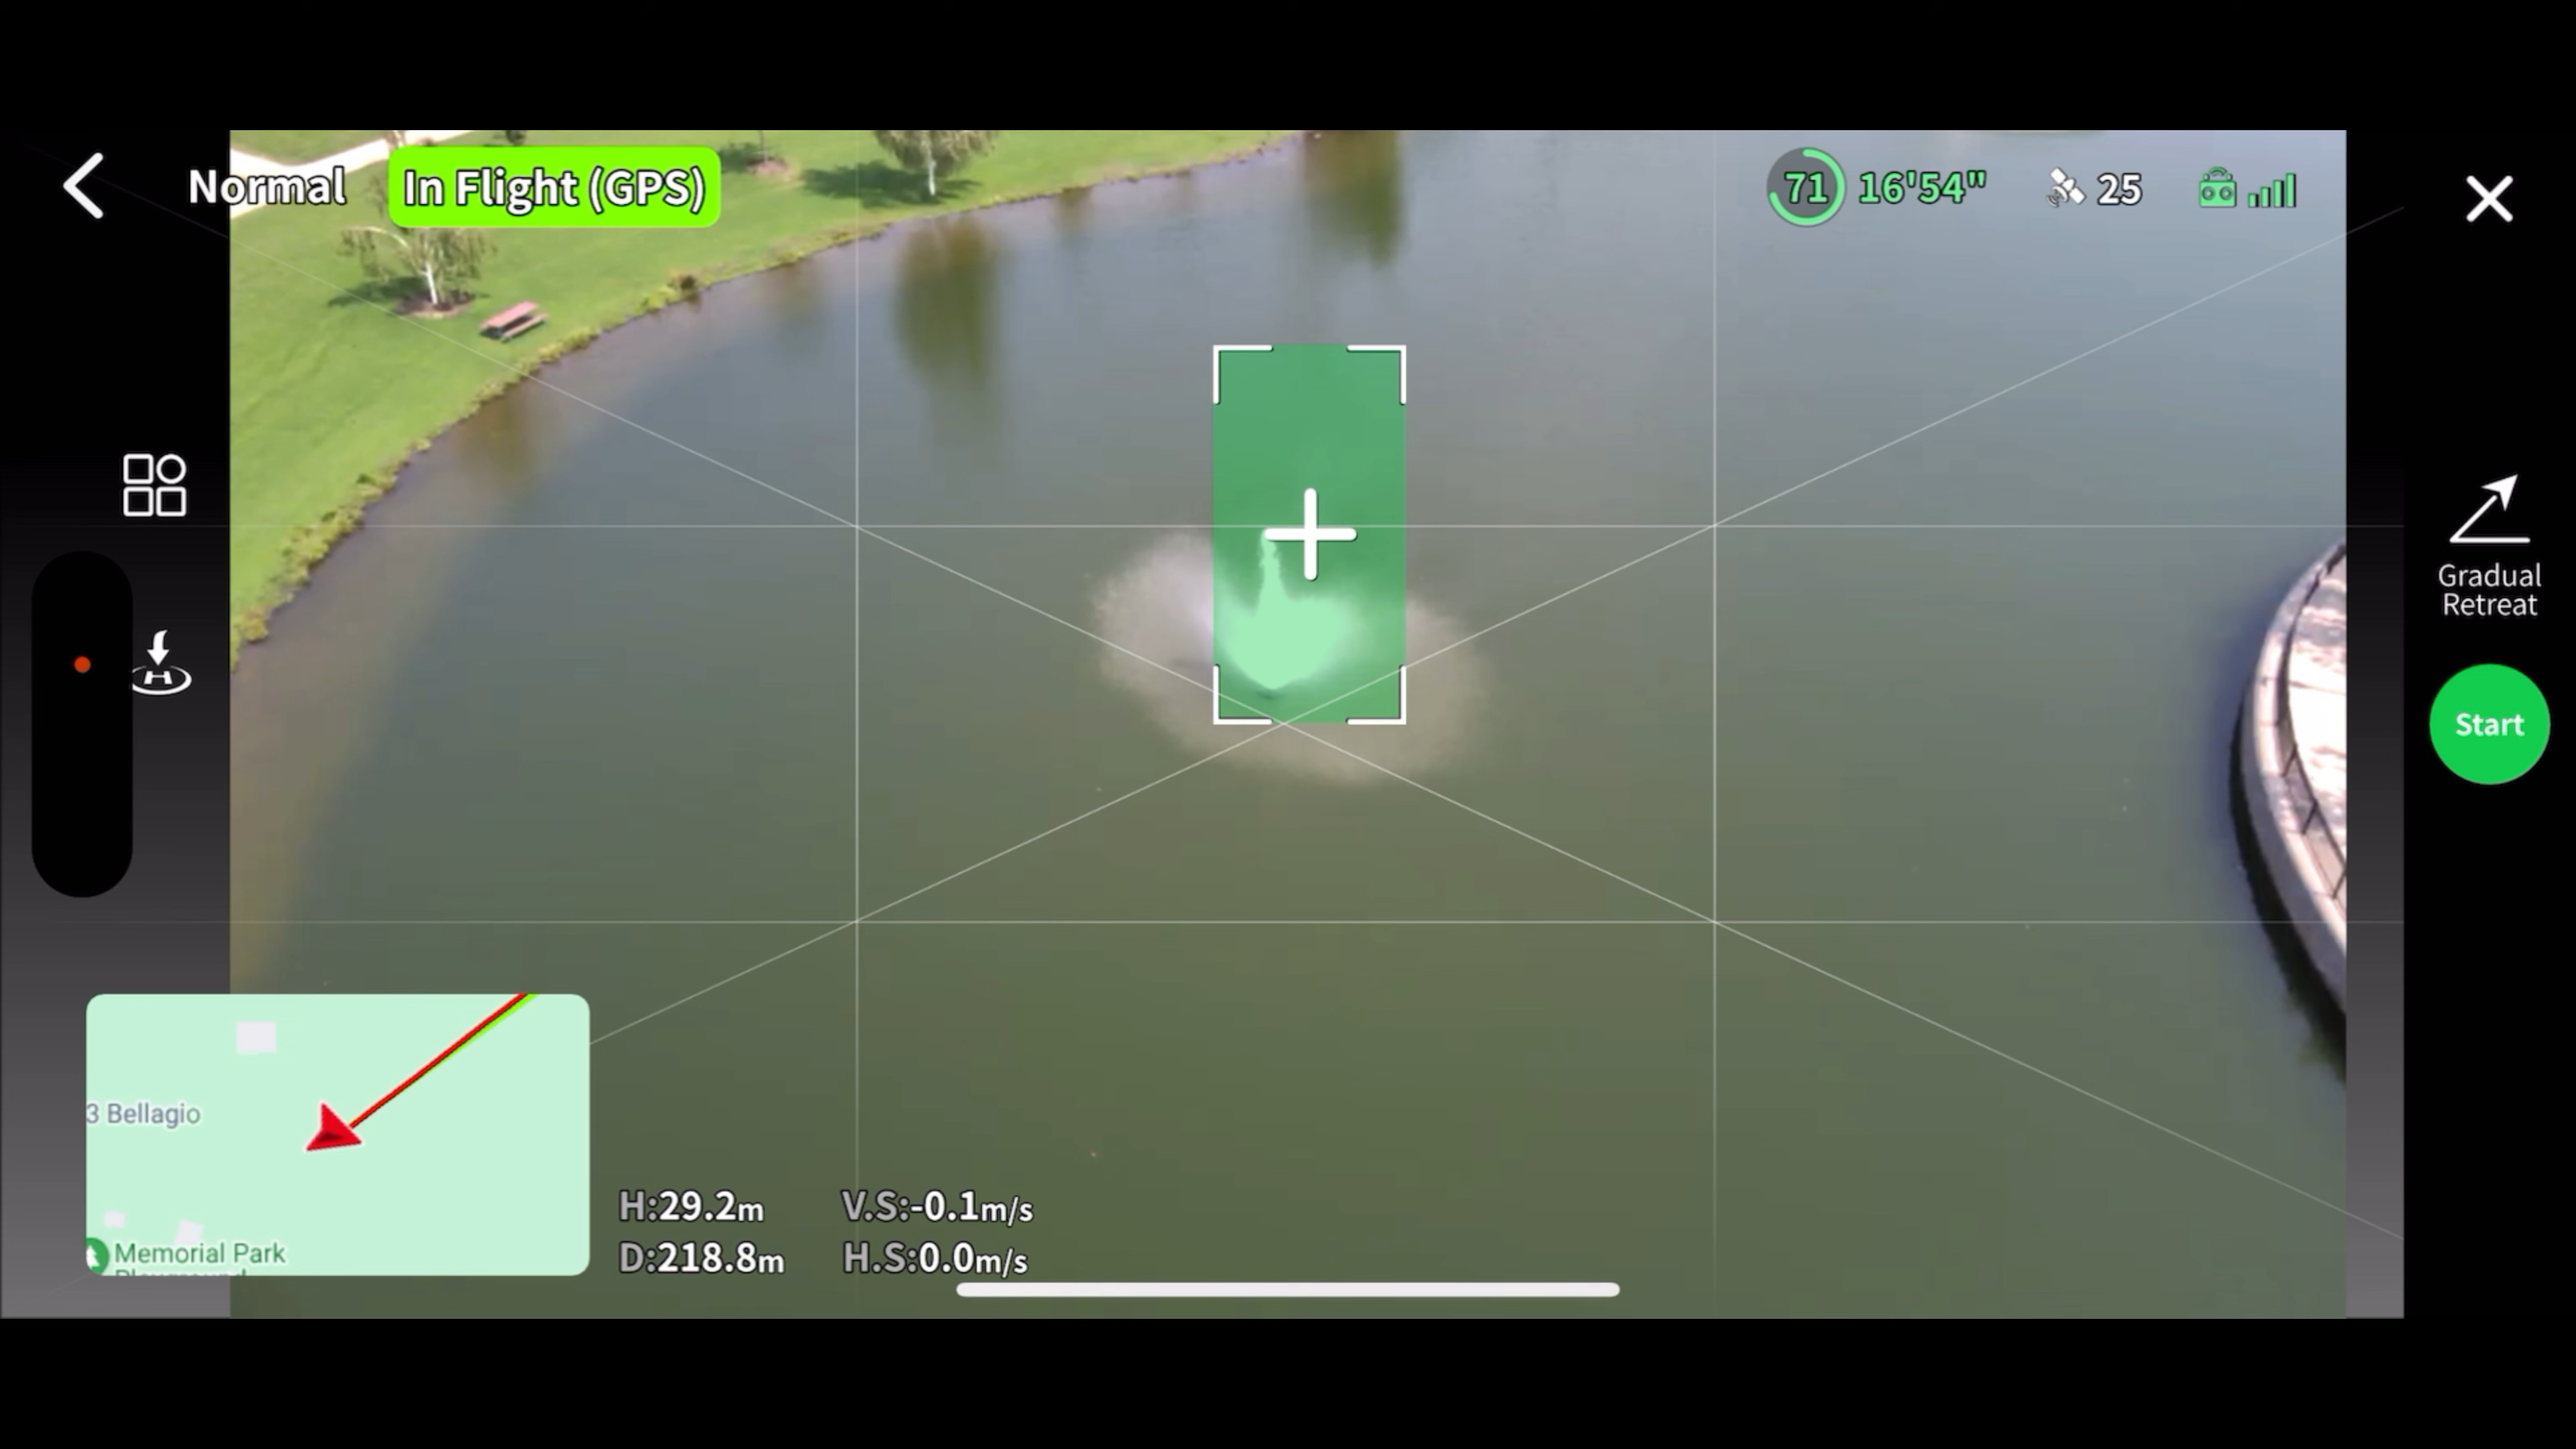 Normal
In Flight (GPS)
71
16'54"
25
Gradual
Retreat
Start
3 Bellagio
Memorial Park
H:29.2m
V.S:-0.1m/s
D:218.8m
H.S:0.0m/s